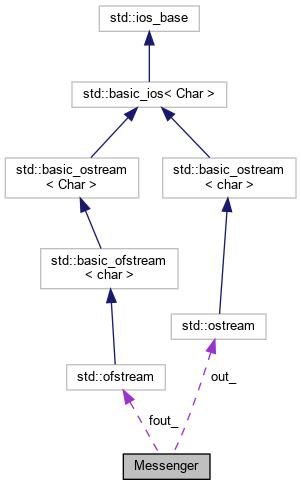 std::ios_base
std::basic_ios< Char >
std::basic_ostream
< Char >
std::basic_ostream
< char >
std::basic_ofstream
< char >
std::ostream
std::ofstream
out_
fout_
Messenger